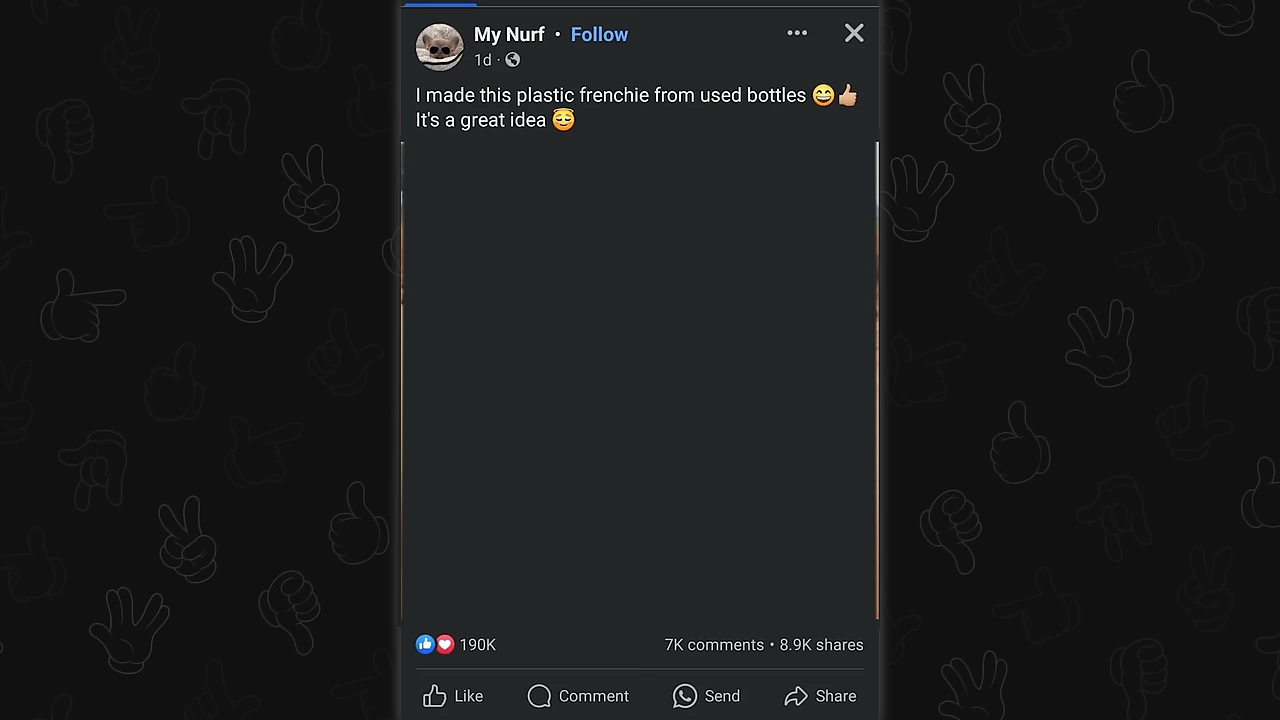 My Nurf • Follow
1d ·
I made this plastic frenchie from used bottles 😄👍🏼
It's a great idea 😇
190K 7K comments • 8.9K shares
Like Comment Send Share